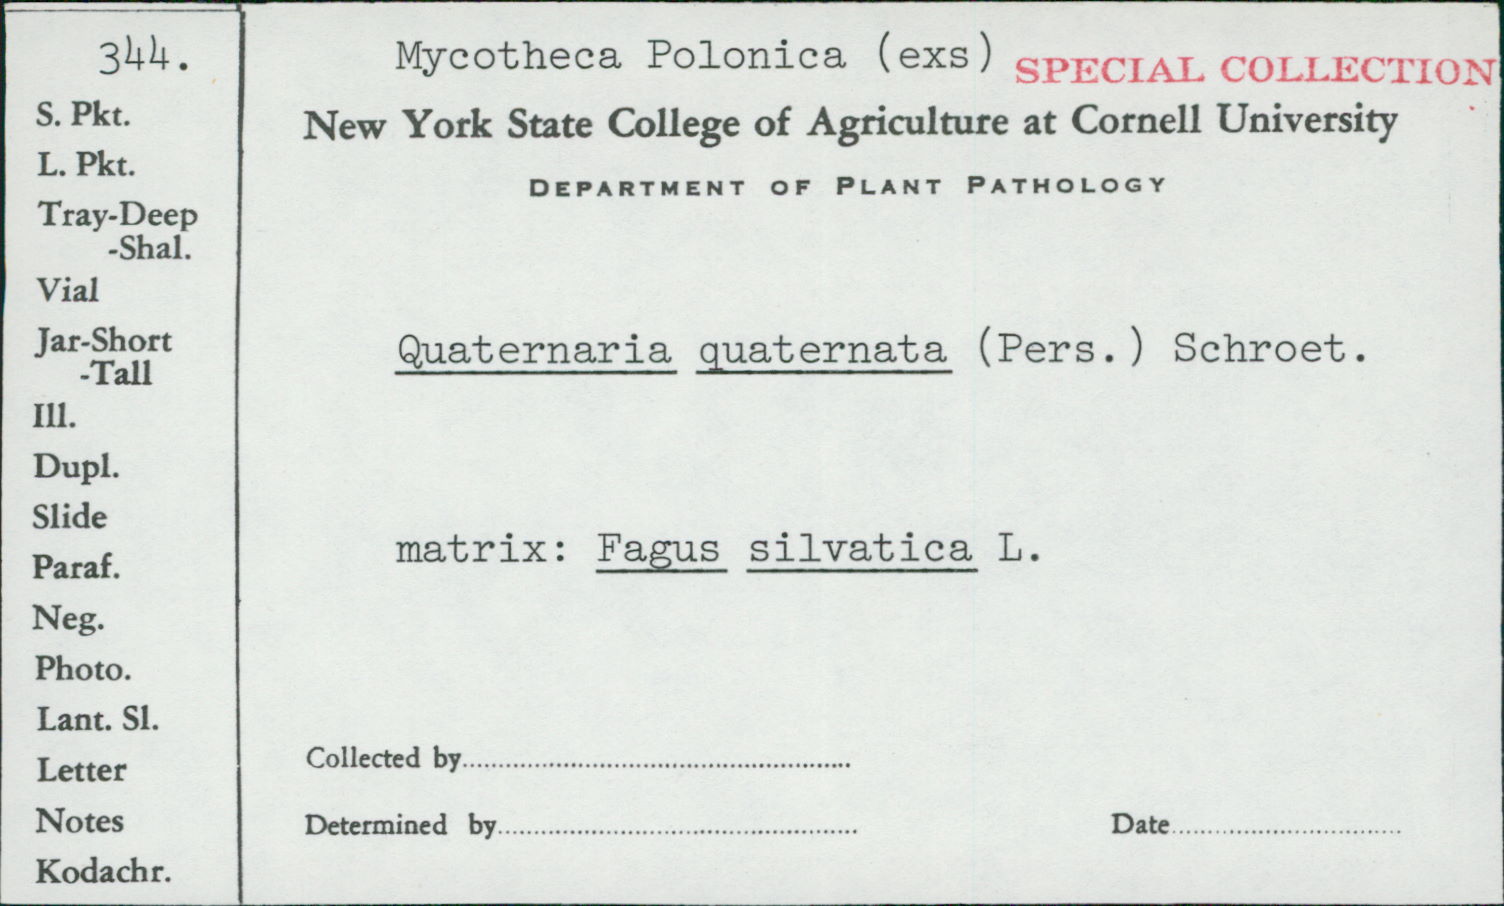 344.
S. Pkt.
L. Pkt.
Tray-Deep
-Shal.
Vial
Jar-Short
-Tall
Ill.
Dupl.
Slide
Paraf.
Neg.
Photo.
Lant. Sl.
Letter
Notes
Kodachr.
Mycotheca Polonica (exs)
SPECIAL COLLECTION
New York State College of Agriculture at Cornell University
DEPARTMENT OF PLANT PATHOLOGY
Quaternaria quaternata (Pers.) Schroet.
matrix: Fagus silvatica L.
Collected by
Determined by
Date